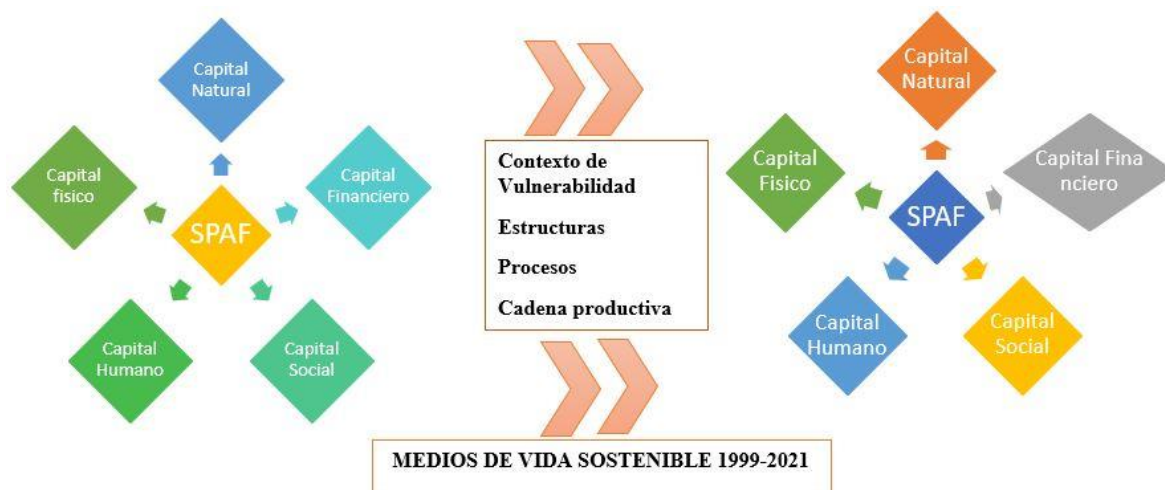 Capital
Natural
Capital
fisico
Capital
Financiero
SPAF
Capital
Humano
Capital
Social
Contexto de
Vulnerabilidad
Estructuras
Procesos
Cadena productiva
Capital
Natural
Capital
Fisico
Capital Fina
nciero
SPAF
Capital
Humano
Capital
Social
MEDIOS DE VIDA SOSTENIBLE 1999-2021